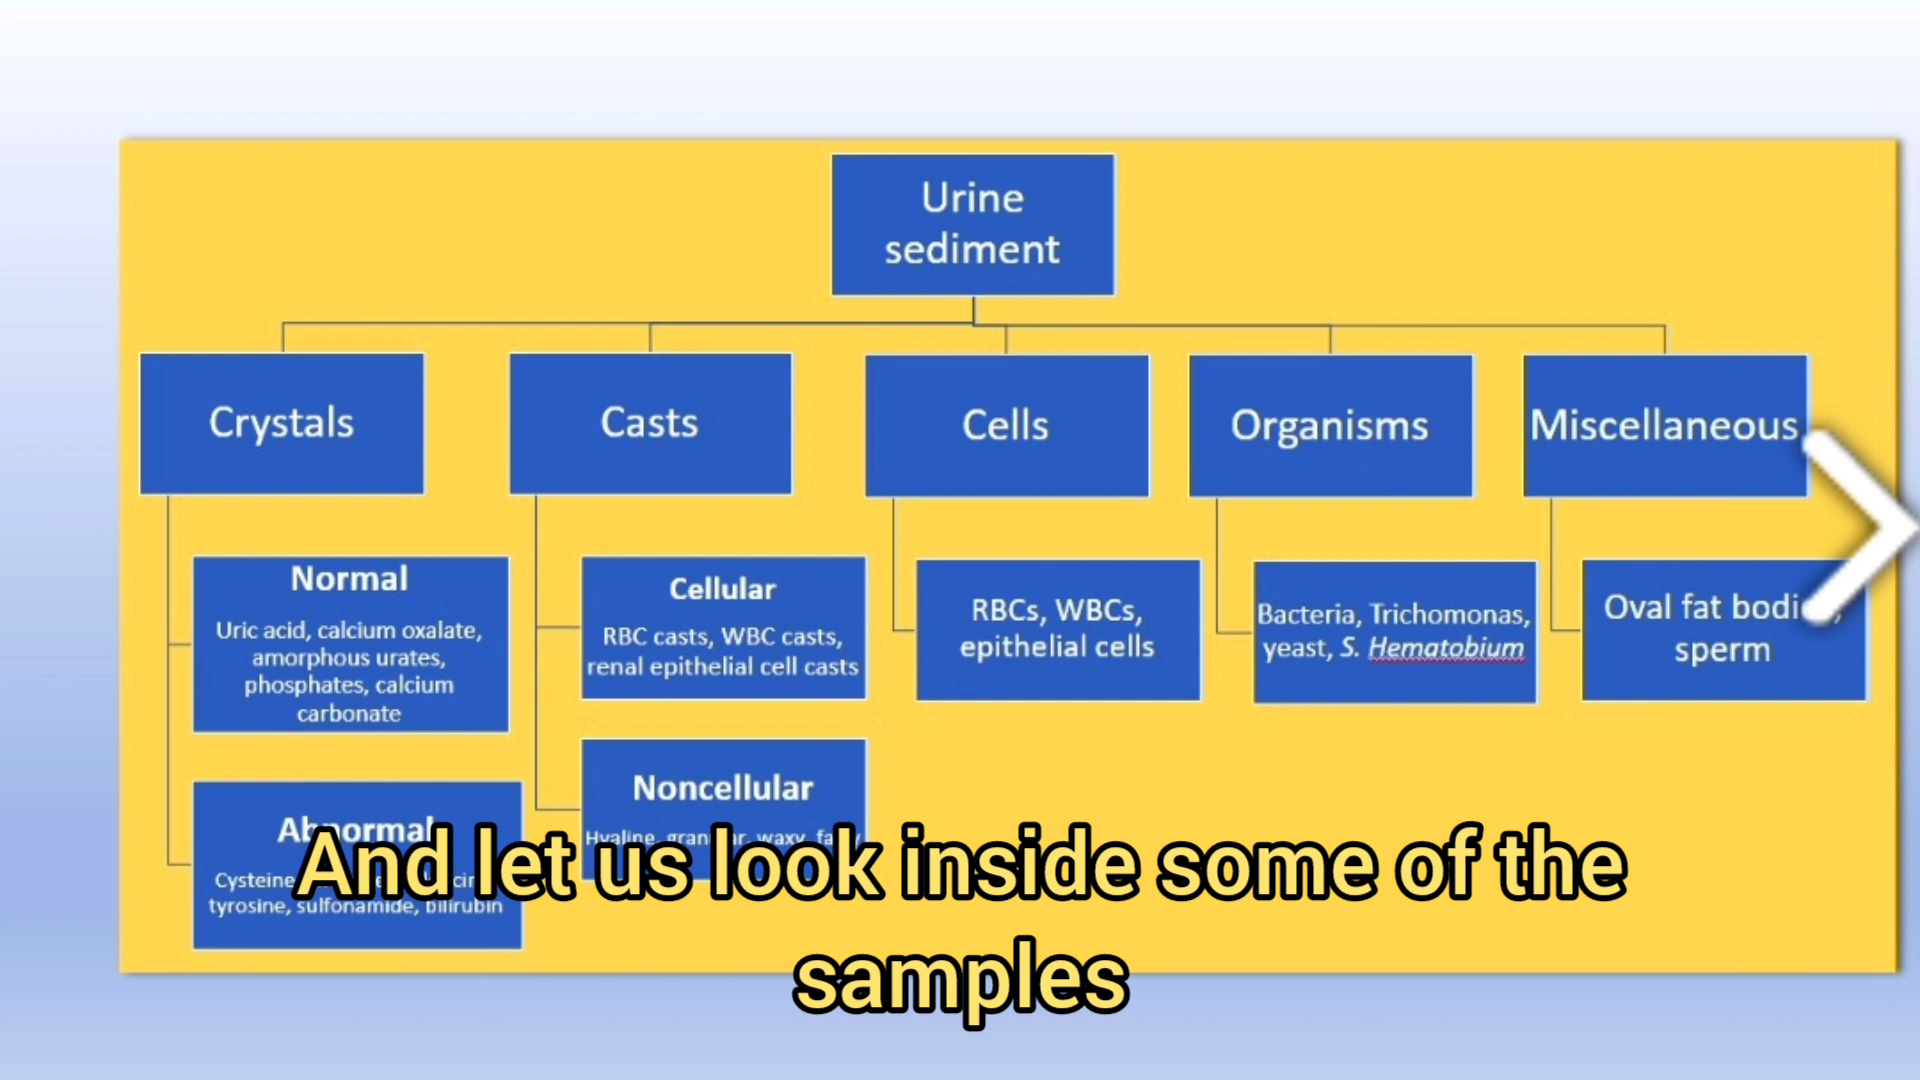 Urine
sediment
Crystals
Casts
Cells
Organisms
Miscellaneous
Normal
Uric acid, calcium oxalate,
amorphous urates,
phosphates, calcium
carbonate
Cellular
RBC casts, WBC casts,
renal epithelial cell casts
RBCs, WBCs,
epithelial cells
Bacteria, Trichomonas,
yeast, S. Hematobium
Oval fat
sperm
Noncellular
Hyaline, waxy,
Abnormal
Cysteine
tyrosine, sulfonamide, bilirubin
And let us look inside some of the
samples